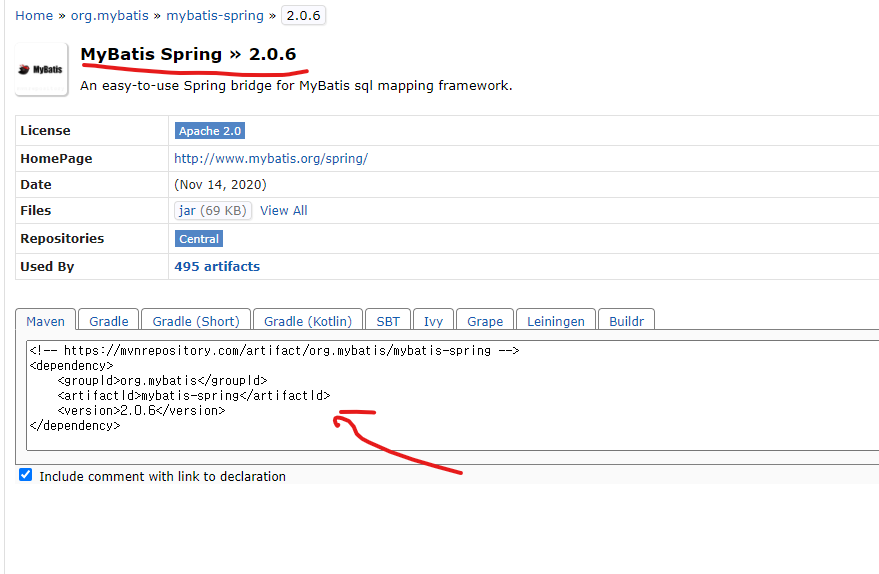 Home » org.mybatis » mybatis-spring » 2.0.6
MyBatis
MyBatis Spring » 2.0.6
An easy-to-use Spring bridge for MyBatis sql mapping framework.
License Apache 2.0
HomePage http://www.mybatis.org/spring/
Date (Nov 14, 2020)
Files jar (69 KB) View All
Repositories Central
Used By 495 artifacts
Maven Gradle Gradle (Short) Gradle (Kotlin) SBT Ivy Grape Leiningen Buildr
<!-- https://mvnrepository.com/artifact/org.mybatis/mybatis-spring -->
<dependency>
    <groupId>org.mybatis</groupId>
    <artifactId>mybatis-spring</artifactId>
    <version>2.0.6</version>
</dependency>
Include comment with link to declaration